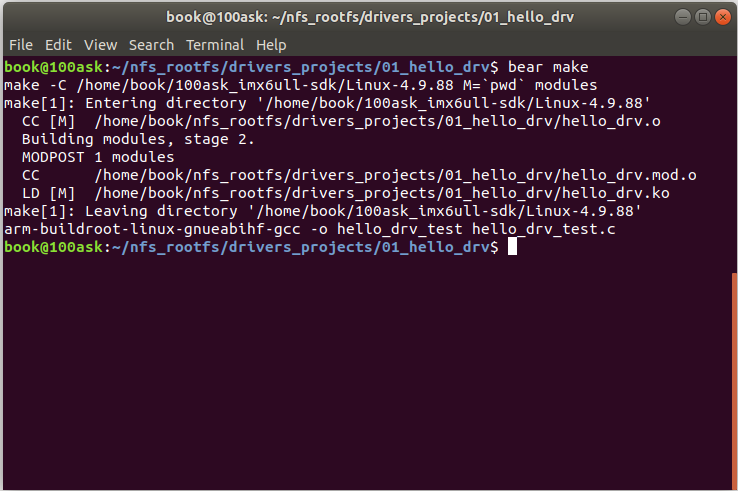 book@100ask: ~/nfs_rootfs/drivers_projects/01_hello_drv
File Edit View Search Terminal Help
book@100ask:~/nfs_rootfs/drivers_projects/01_hello_drv$ bear make
make -C /home/book/100ask_imx6ull-sdk/Linux-4.9.88 M=`pwd` modules
make[1]: Entering directory '/home/book/100ask_imx6ull-sdk/Linux-4.9.88'
  CC [M]  /home/book/nfs_rootfs/drivers_projects/01_hello_drv/hello_drv.o
  Building modules, stage 2.
  MODPOST 1 modules
  CC      /home/book/nfs_rootfs/drivers_projects/01_hello_drv/hello_drv.mod.o
  LD [M]  /home/book/nfs_rootfs/drivers_projects/01_hello_drv/hello_drv.ko
make[1]: Leaving directory '/home/book/100ask_imx6ull-sdk/Linux-4.9.88'
arm-buildroot-linux-gnueabihf-gcc -o hello_drv_test hello_drv_test.c
book@100ask:~/nfs_rootfs/drivers_projects/01_hello_drv$